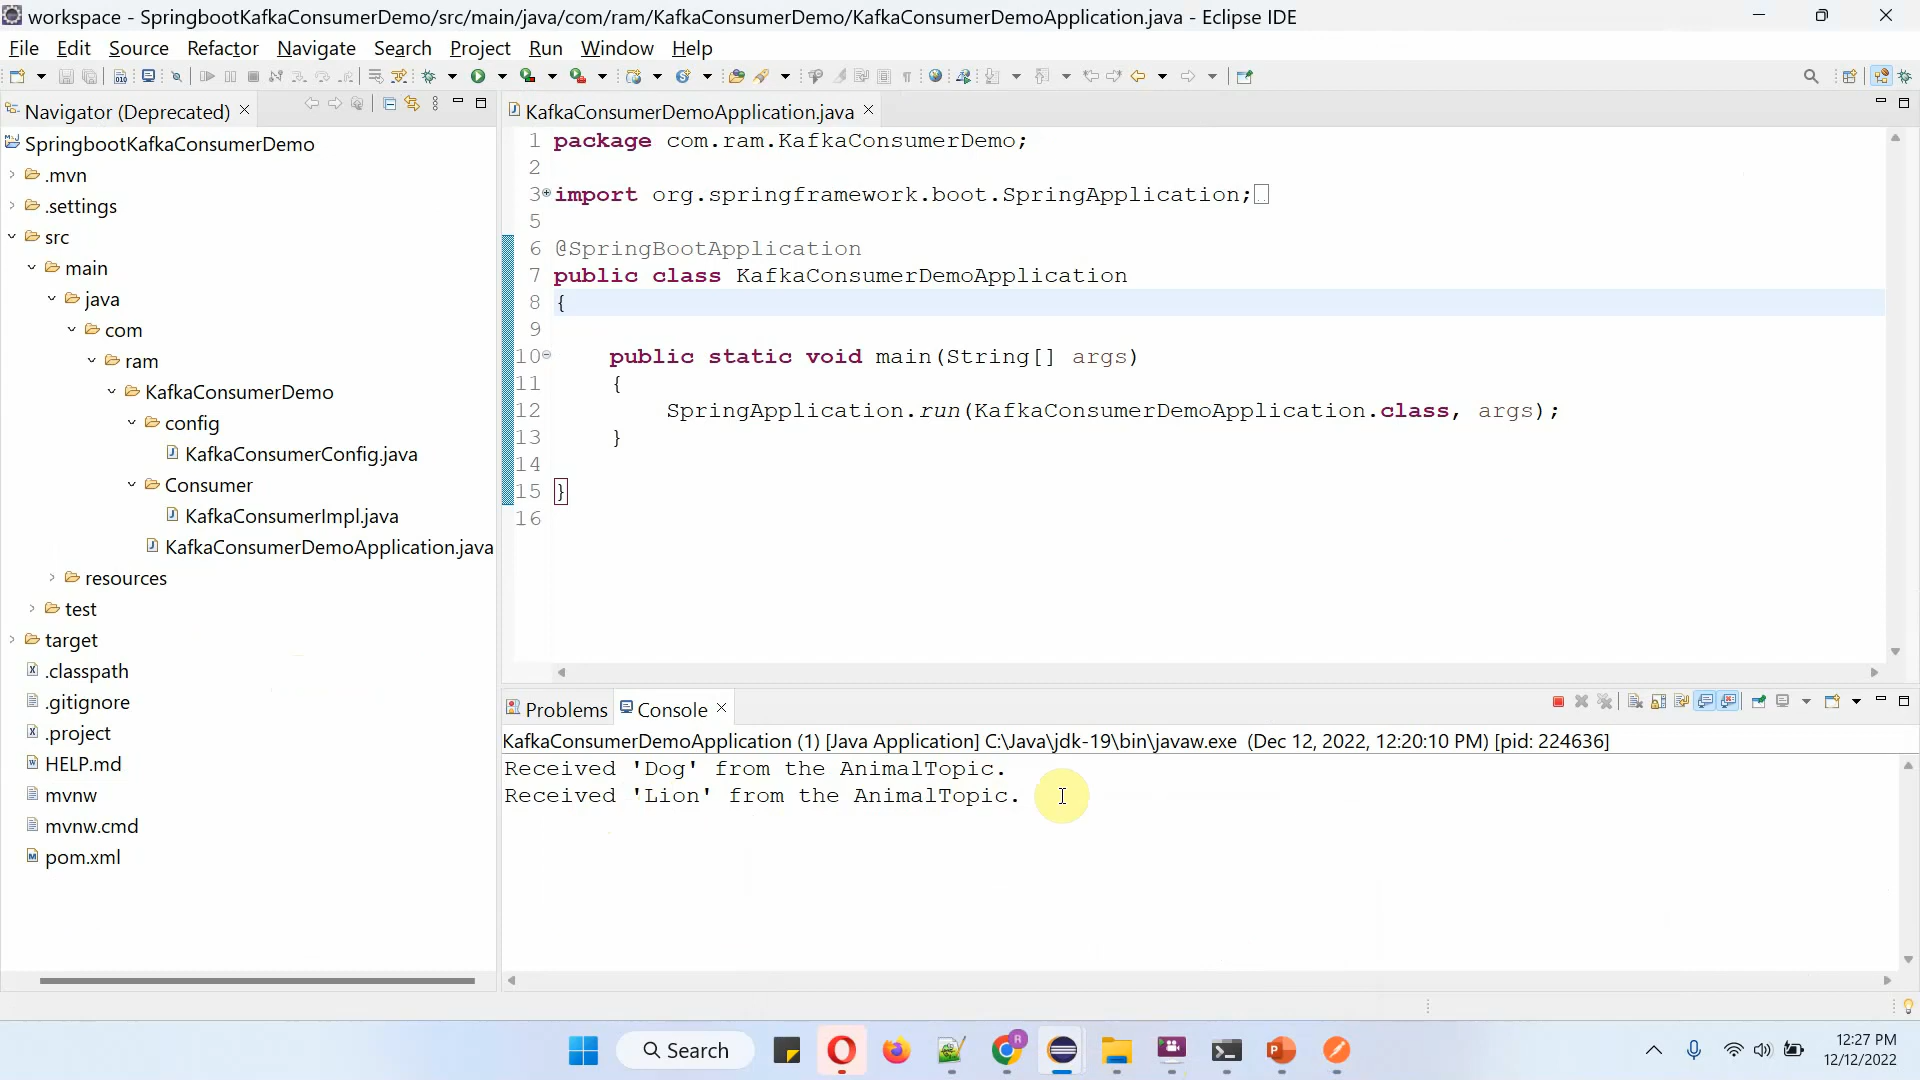 workspace - SpringbootKafkaConsumerDemo/src/main/java/com/ram/KafkaConsumerDemo/KafkaConsumerDemoApplication.java - Eclipse IDE
File Edit Source Refactor Navigate Search Project Run Window Help
Navigator (Deprecated)
SpringbootKafkaConsumerDemo
.mvn
.settings
src
main
java
com
ram
KafkaConsumerDemo
config
KafkaConsumerConfig.java
Consumer
KafkaConsumerImpl.java
KafkaConsumerDemoApplication.java
resources
test
target
.classpath
.gitignore
.project
HELP.md
mvnw
mvnw.cmd
pom.xml
KafkaConsumerDemoApplication.java
1 package com.ram.KafkaConsumerDemo;
2
3 import org.springframework.boot.SpringApplication;
5
6 @SpringBootApplication
7 public class KafkaConsumerDemoApplication
8 {
9
10 public static void main(String[] args)
11 {
12 SpringApplication.run(KafkaConsumerDemoApplication.class, args);
13 }
14
15 }
16
Problems Console
KafkaConsumerDemoApplication (1) [Java Application] C:\Java\jdk-19\bin\javaw.exe (Dec 12, 2022, 12:20:10 PM) [pid: 224636]
Received 'Dog' from the AnimalTopic.
Received 'Lion' from the AnimalTopic.
Search
12:27 PM
12/12/2022